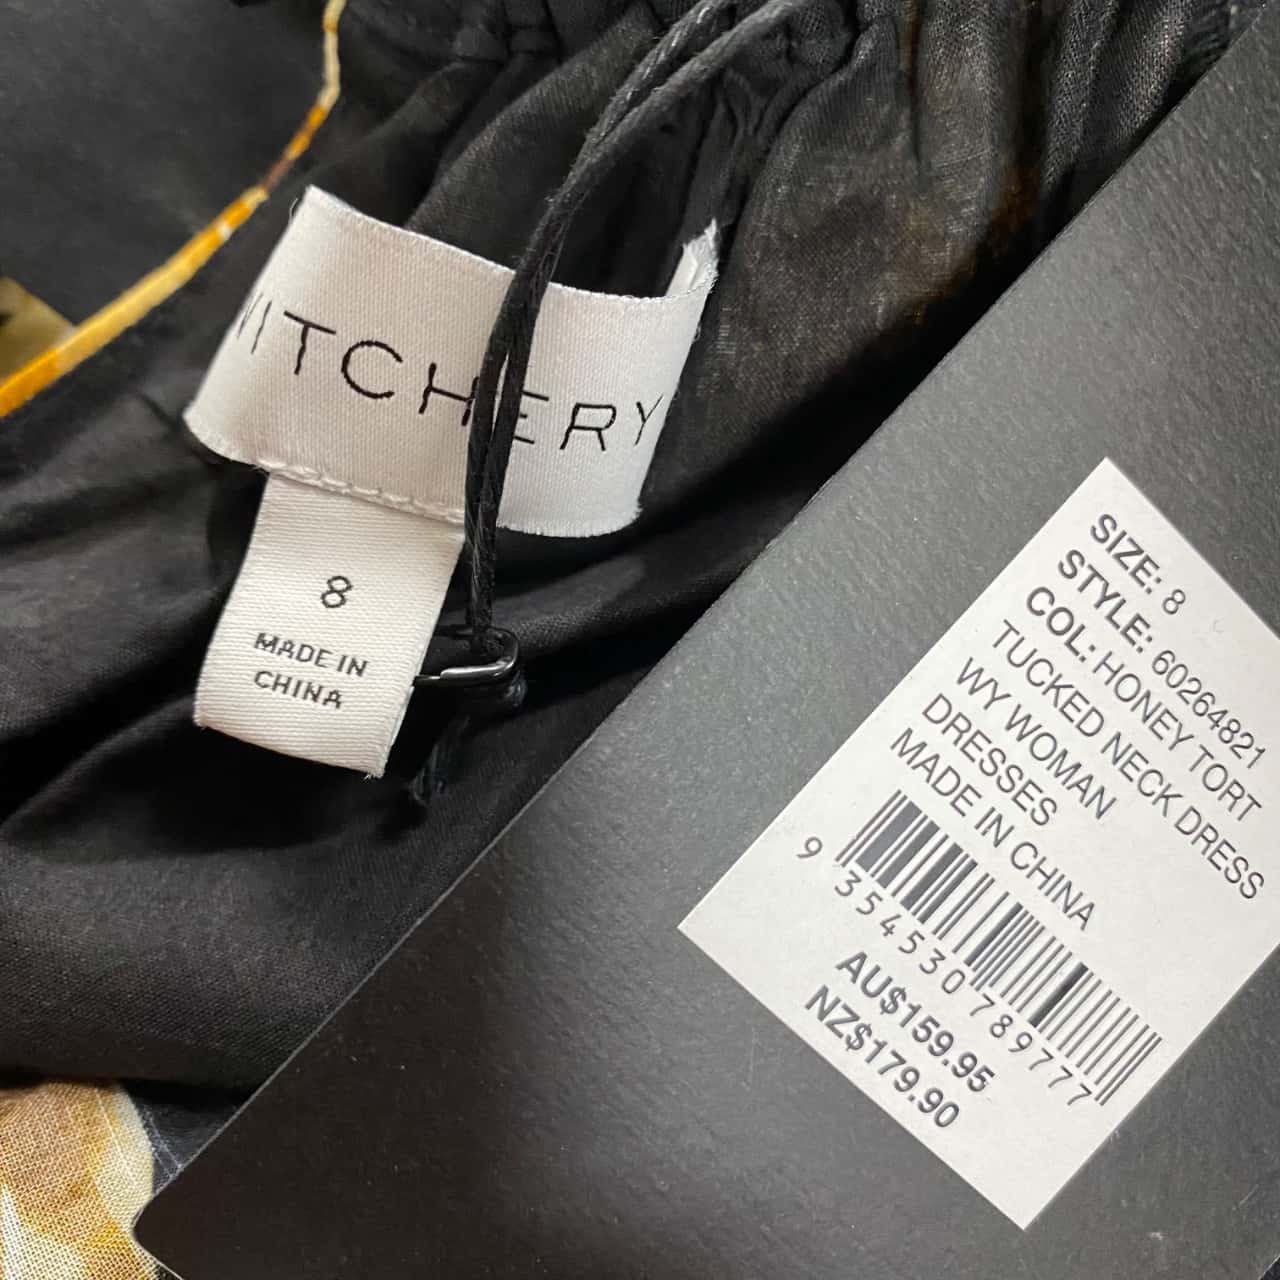 WITCHERY
8
MADE IN
CHINA
SIZE: 8
STYLE: 60264821
COL: HONEY TORT
TUCKED NECK DRESS
WY WOMAN
DRESSES
MADE IN CHINA
9 354530 789777
AU$159.95
NZ$179.90